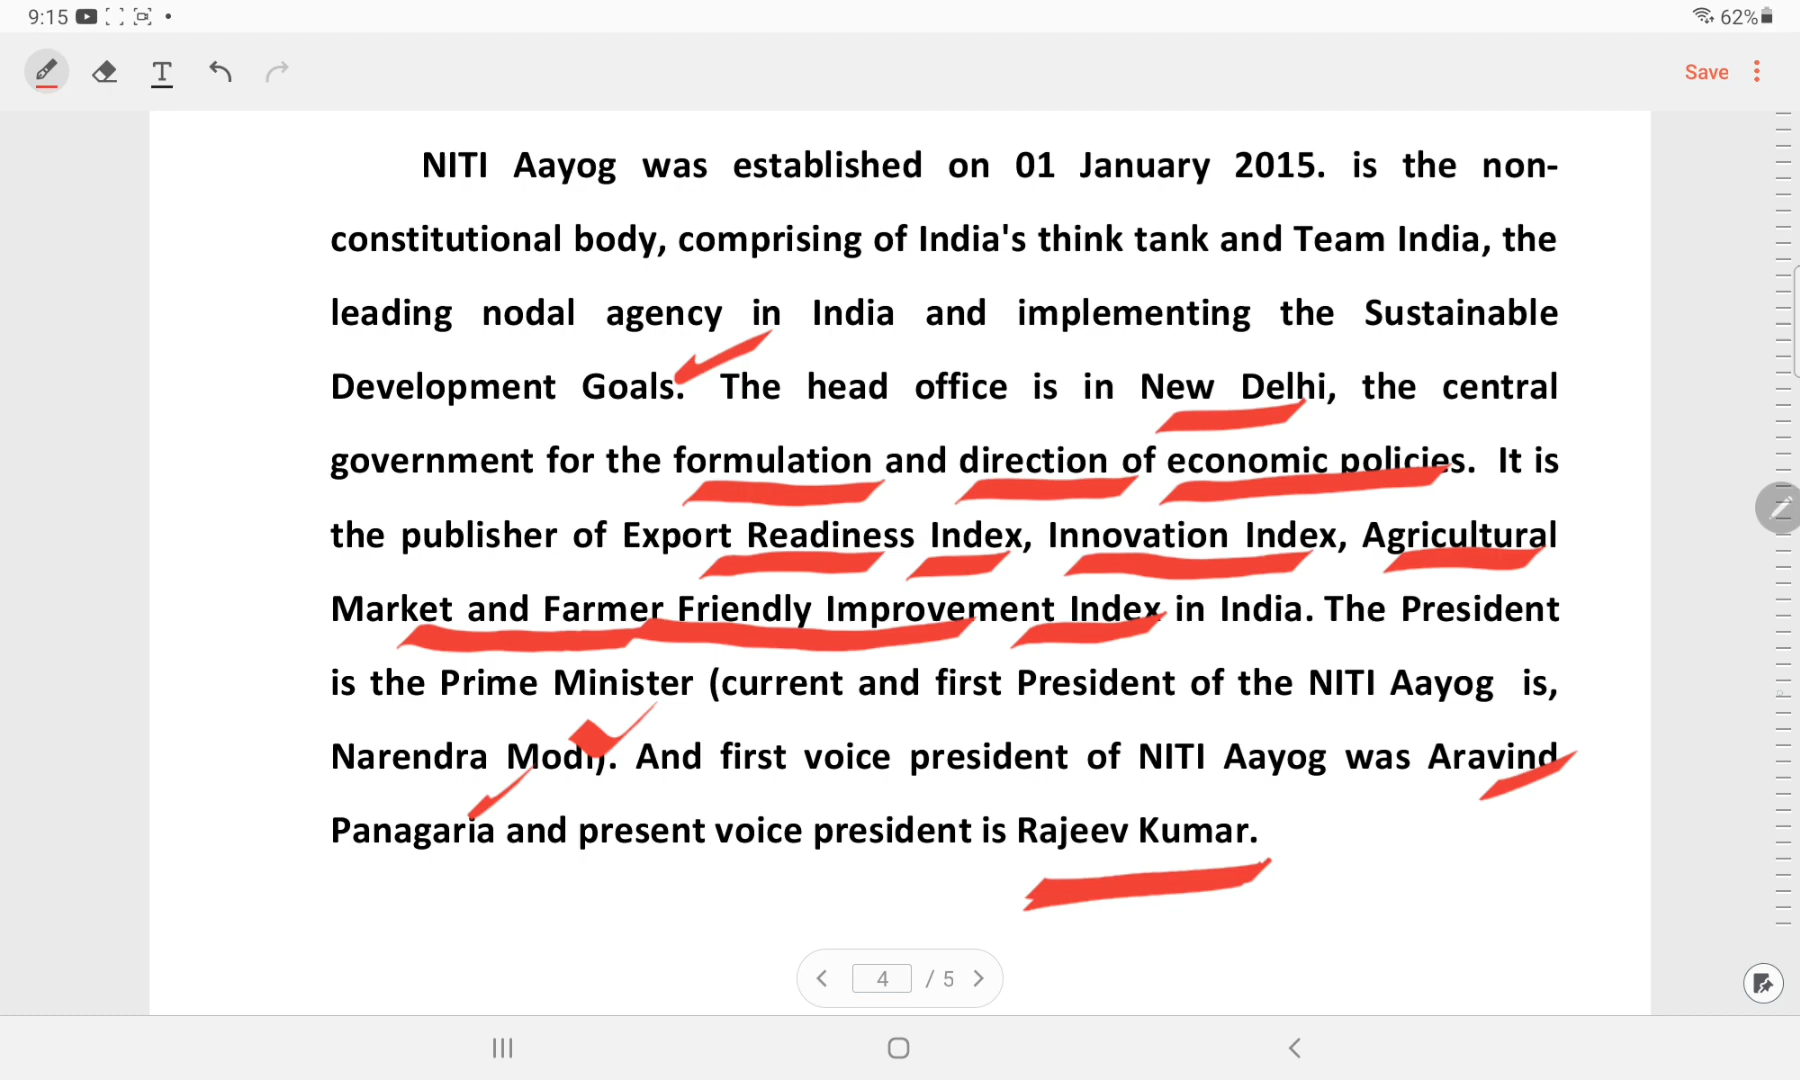 9:15
62%
Save
NITI Aayog was established on 01 January 2015. is the non-
constitutional body, comprising of India's think tank and Team India, the
leading nodal agency in India and implementing the Sustainable
Development Goals. The head office is in New Delhi, the central
government for the formulation and direction of economic policies. It is
the publisher of Export Readiness Index, Innovation Index, Agricultural
Market and Farmer Friendly Improvement Index in India. The President
is the Prime Minister (current and first President of the NITI Aayog is,
Narendra Modi). And first voice president of NITI Aayog was Aravind
Panagaria and present voice president is Rajeev Kumar.
4 / 5